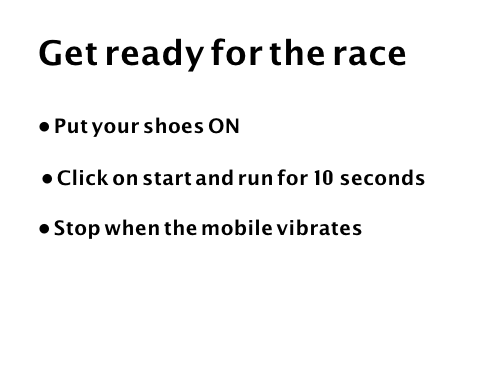 Get ready for the race
● Put your shoes ON
● Click on start and run for 10 seconds
● Stop when the mobile vibrates